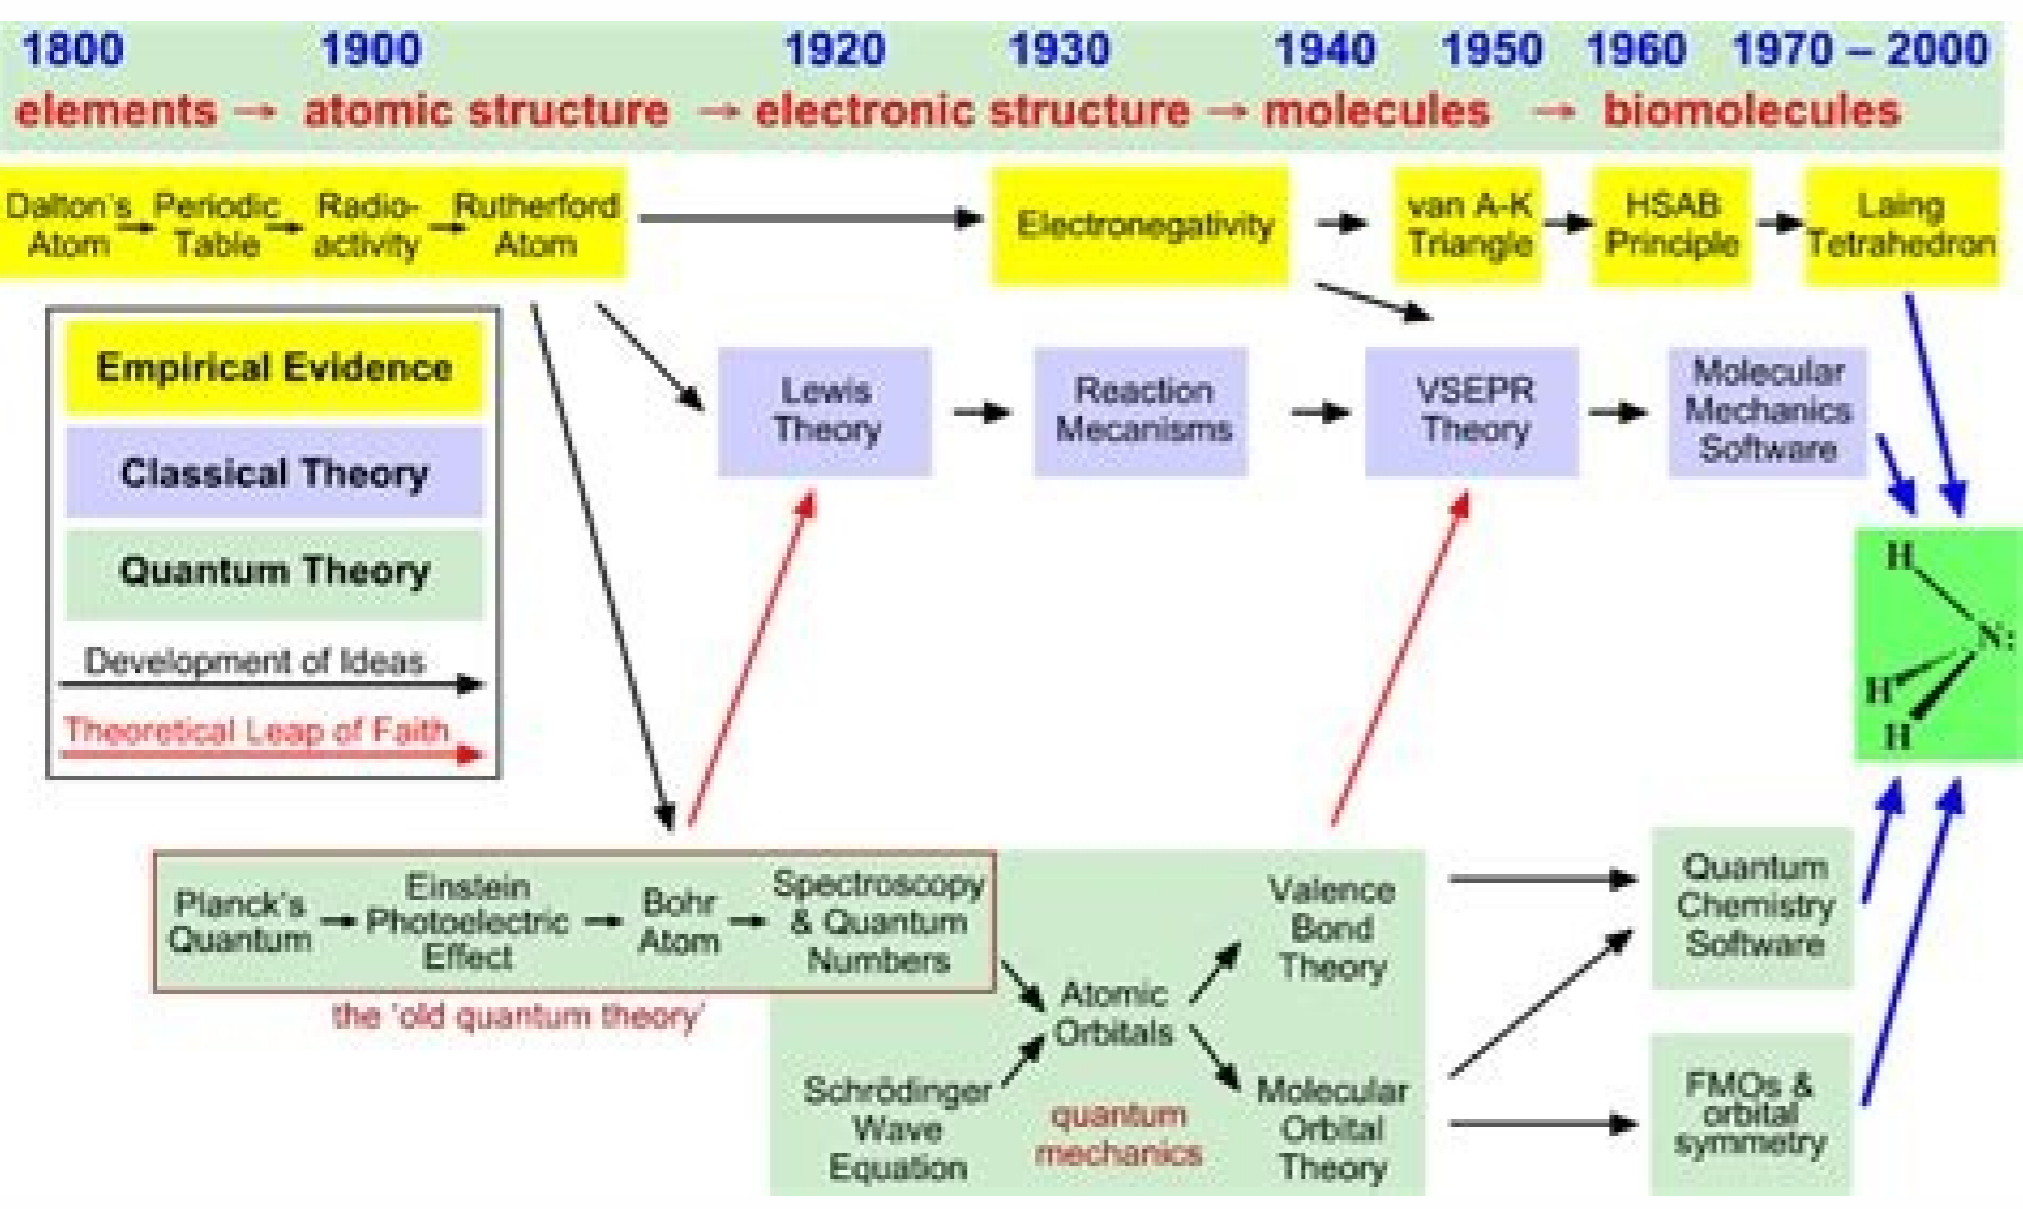 1800 1900 1920 1930 1940 1950 1960 1970 – 2000
elements → atomic structure → electronic structure → molecules → biomolecules
Dalton's
Atom
Periodic
Table
Radio-
activity
Rutherford
Atom
Electronegativity
van A-K
Triangle
HSAB
Principle
Laing
Tetrahedron
Empirical Evidence
Classical Theory
Quantum Theory
Development of Ideas
Theoretical Leap of Faith
Lewis
Theory
Reaction
Mecanisms
VSEPR
Theory
Molecular
Mechanics
Software
H
N:
H
H
Planck's
Quantum
Einstein
Photoelectric
Effect
Bohr
Atom
Spectroscopy
& Quantum
Numbers
the 'old quantum theory'
Atomic
Orbitals
Schrödinger
Wave
Equation
quantum
mechanics
Valence
Bond
Theory
Molecular
Orbital
Theory
Quantum
Chemistry
Software
FMOs &
orbital
symmetry